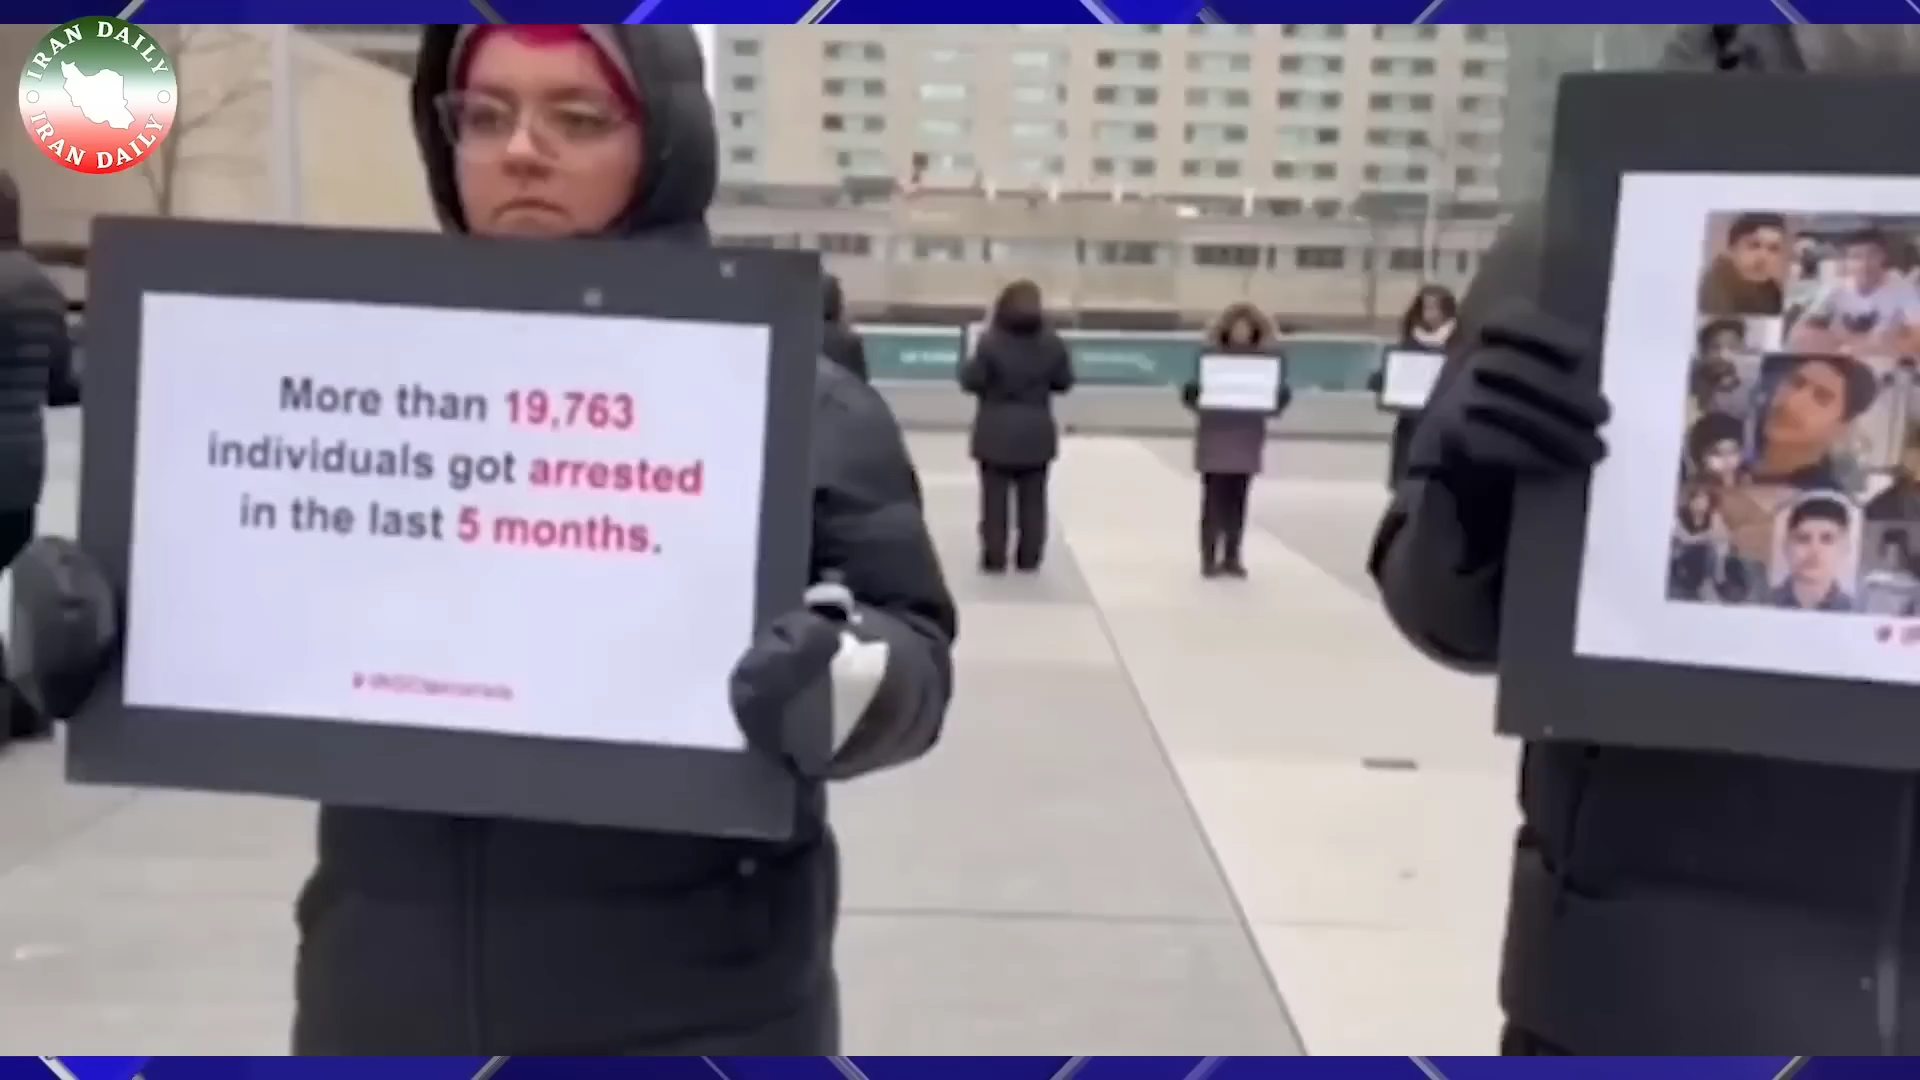 IRAN DAILY
IRAN DAILY
More than 19,763
individuals got arrested
in the last 5 months.